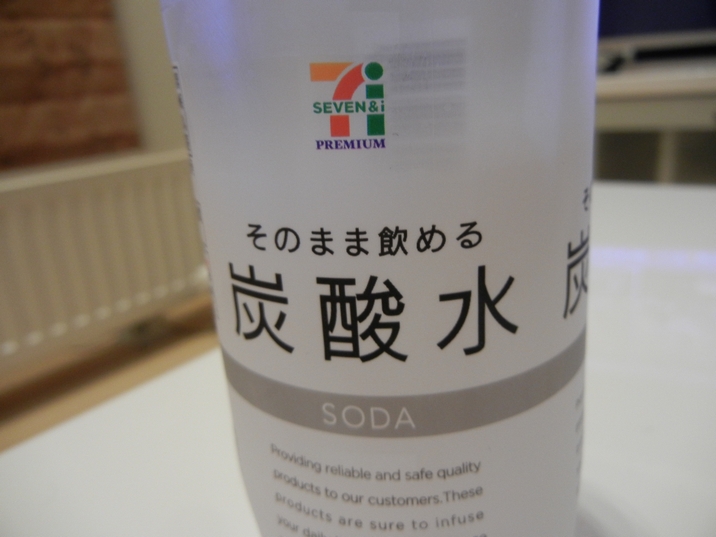 SEVEN&i
PREMIUM
そのまま飲める
炭酸水
SODA
Providing reliable and safe quality
products to our customers.These
products are sure to infuse
your